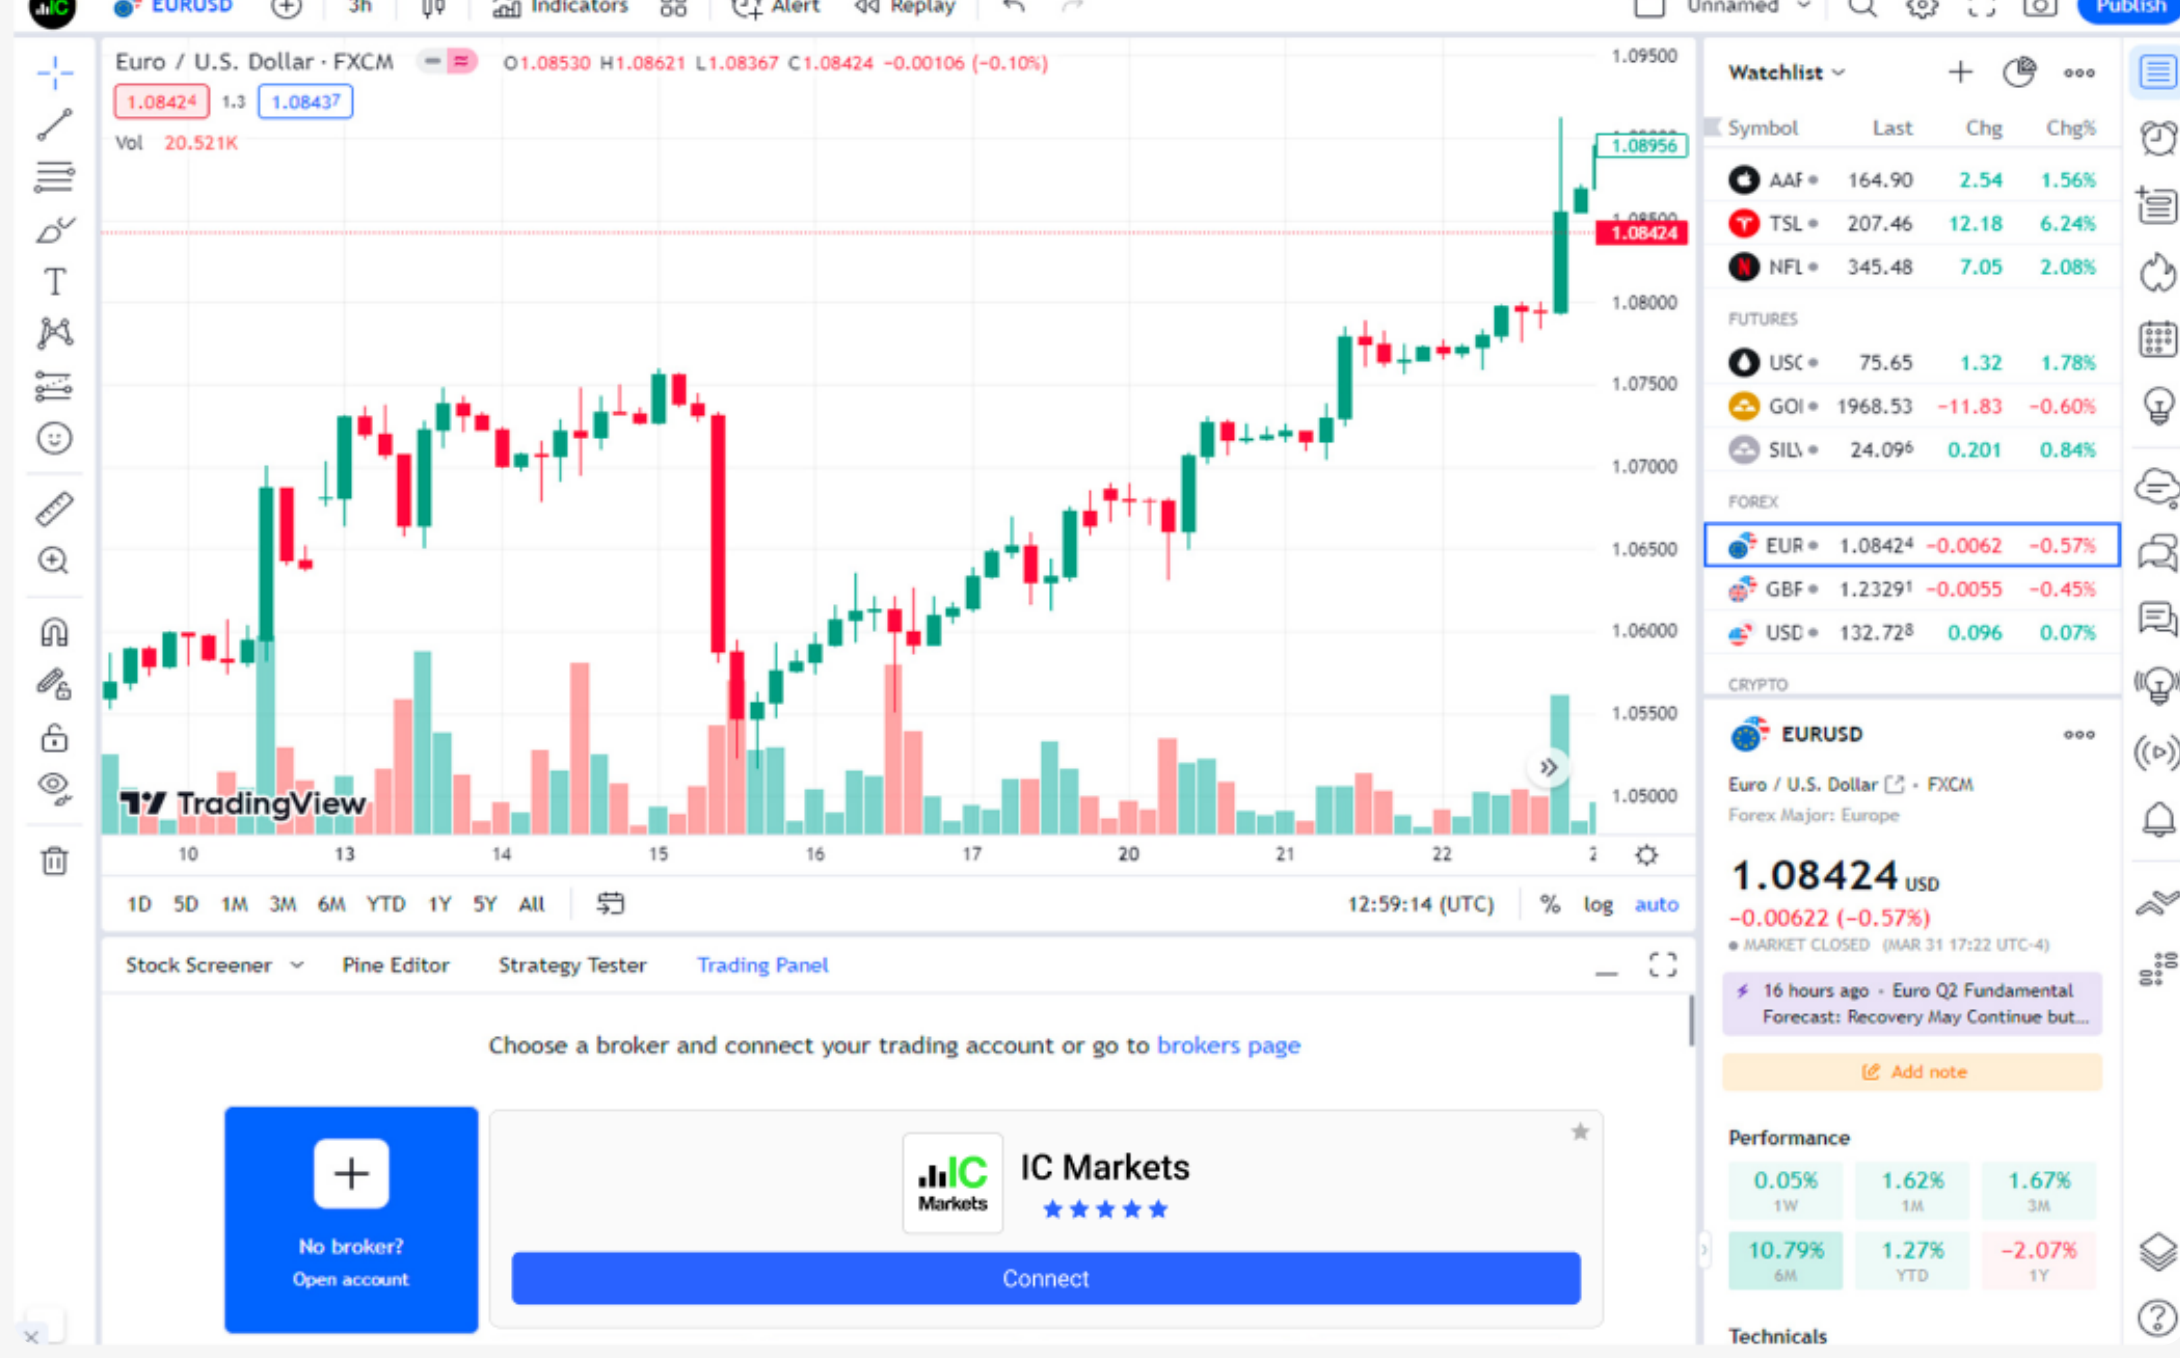 EURUSD 3h Indicators Alert Replay Unnamed Publish
Euro / U.S. Dollar · FXCM O1.08530 H1.08621 L1.08367 C1.08424 −0.00106 (−0.10%)
1.08424 1.3 1.08437
Vol 20.521K
1.09500
1.08956
1.08500
1.08424
1.08000
1.07500
1.07000
1.06500
1.06000
1.05500
1.05000
TradingView
10 13 14 15 16 17 20 21 22
1D 5D 1M 3M 6M YTD 1Y 5Y All 12:59:14 (UTC) % log auto
Stock Screener Pine Editor Strategy Tester Trading Panel
Choose a broker and connect your trading account or go to brokers page
No broker?
Open account
IC Markets
IC
Markets
Connect
Watchlist
Symbol Last Chg Chg%
AAF 164.90 2.54 1.56%
TSL 207.46 12.18 6.24%
NFL 345.48 7.05 2.08%
FUTURES
USC 75.65 1.32 1.78%
GOI 1968.53 −11.83 −0.60%
SIL 24.096 0.201 0.84%
FOREX
EUR 1.08424 −0.0062 −0.57%
GBF 1.23291 −0.0055 −0.45%
USD 132.728 0.096 0.07%
CRYPTO
EURUSD
Euro / U.S. Dollar · FXCM
Forex Major: Europe
1.08424 USD
−0.00622 (−0.57%)
MARKET CLOSED (MAR 31 17:22 UTC-4)
16 hours ago · Euro Q2 Fundamental
Forecast: Recovery May Continue but...
Add note
Performance
0.05% 1.62% 1.67%
1W 1M 3M
10.79% 1.27% −2.07%
6M YTD 1Y
Technicals